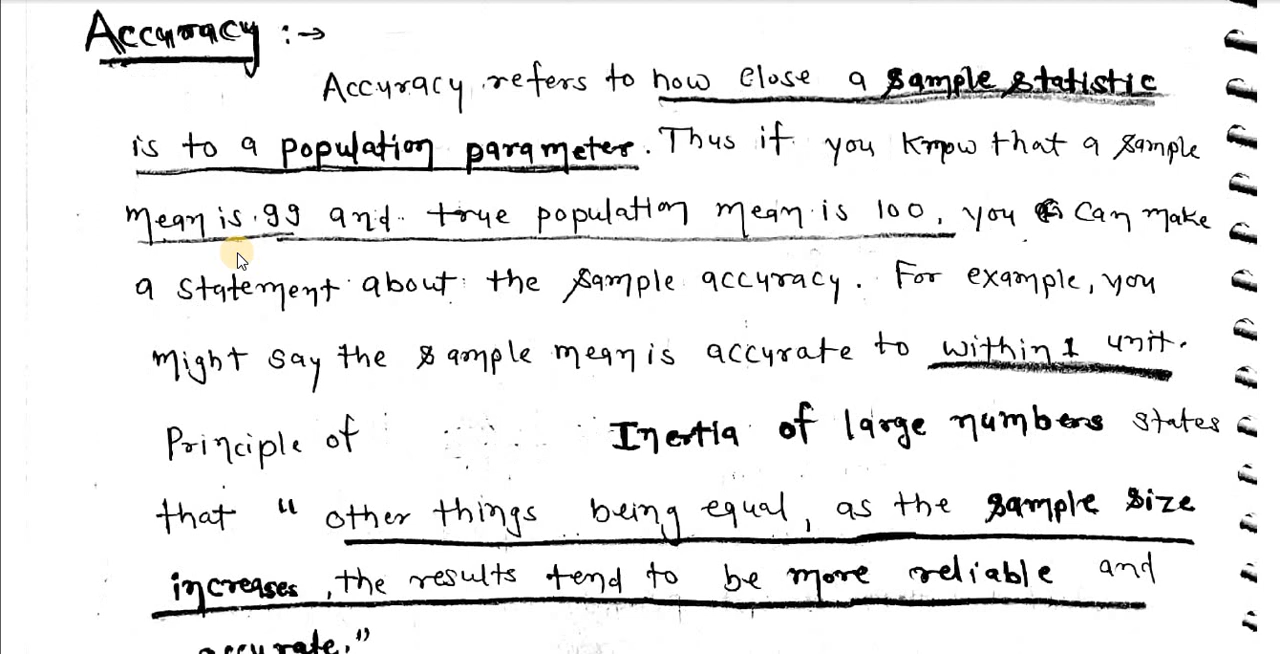 Accuracy :→
Accuracy refers to how close a sample statistic
is to a population parameter. Thus if you know that a sample
mean is 99 and true population mean is 100, you can make
a statement about the sample accuracy. For example, you
might say the sample mean is accurate to within 1 unit.
Principle of Inertia of large numbers states
that " other things being equal, as the sample size
increases, the results tend to be more reliable and
accurate."